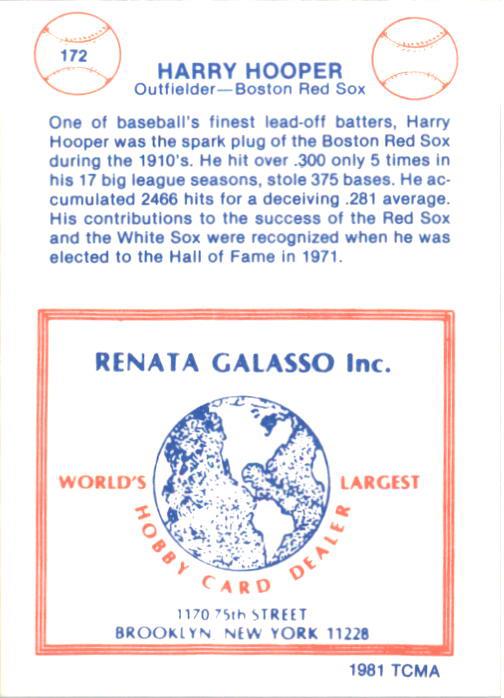 172
HARRY HOOPER
Outfielder—Boston Red Sox
One of baseball's finest lead-off batters, Harry
Hooper was the spark plug of the Boston Red Sox
during the 1910's. He hit over .300 only 5 times in
his 17 big league seasons, stole 375 bases. He ac-
cumulated 2466 hits for a deceiving .281 average.
His contributions to the success of the Red Sox
and the White Sox were recognized when he was
elected to the Hall of Fame in 1971.
RENATA GALASSO Inc.
WORLD'S LARGEST
HOBBY CARD DEALER
1170 75th STREET
BROOKLYN, NEW YORK 11228
1981 TCMA